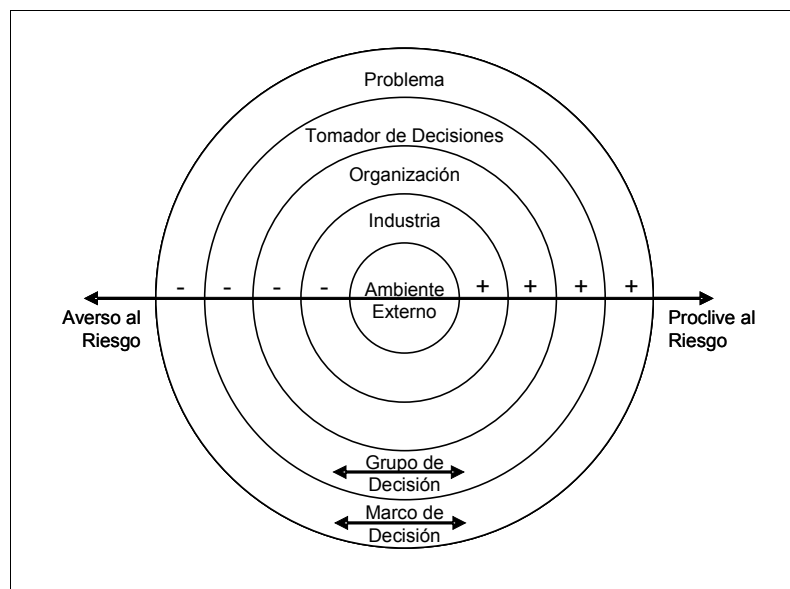 Problema
Tomador de Decisiones
Organización
Industria
- - - - Ambiente + + + +
Externo
Averso al
Riesgo
Proclive al
Riesgo
Grupo de
Decisión
Marco de
Decisión